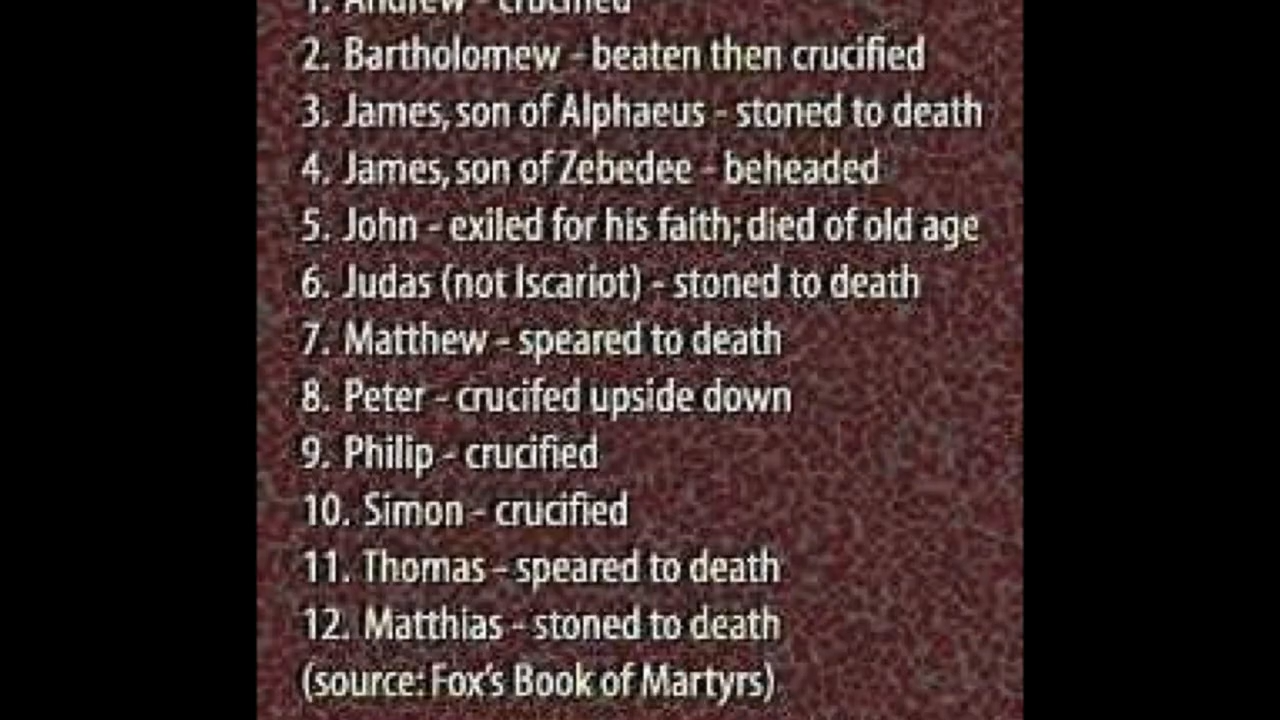 1. Andrew - crucified
2. Bartholomew - beaten then crucified
3. James, son of Alphaeus - stoned to death
4. James, son of Zebedee - beheaded
5. John - exiled for his faith; died of old age
6. Judas (not Iscariot) - stoned to death
7. Matthew - speared to death
8. Peter - crucifed upside down
9. Philip - crucified
10. Simon - crucified
11. Thomas - speared to death
12. Matthias - stoned to death
(source: Fox's Book of Martyrs)